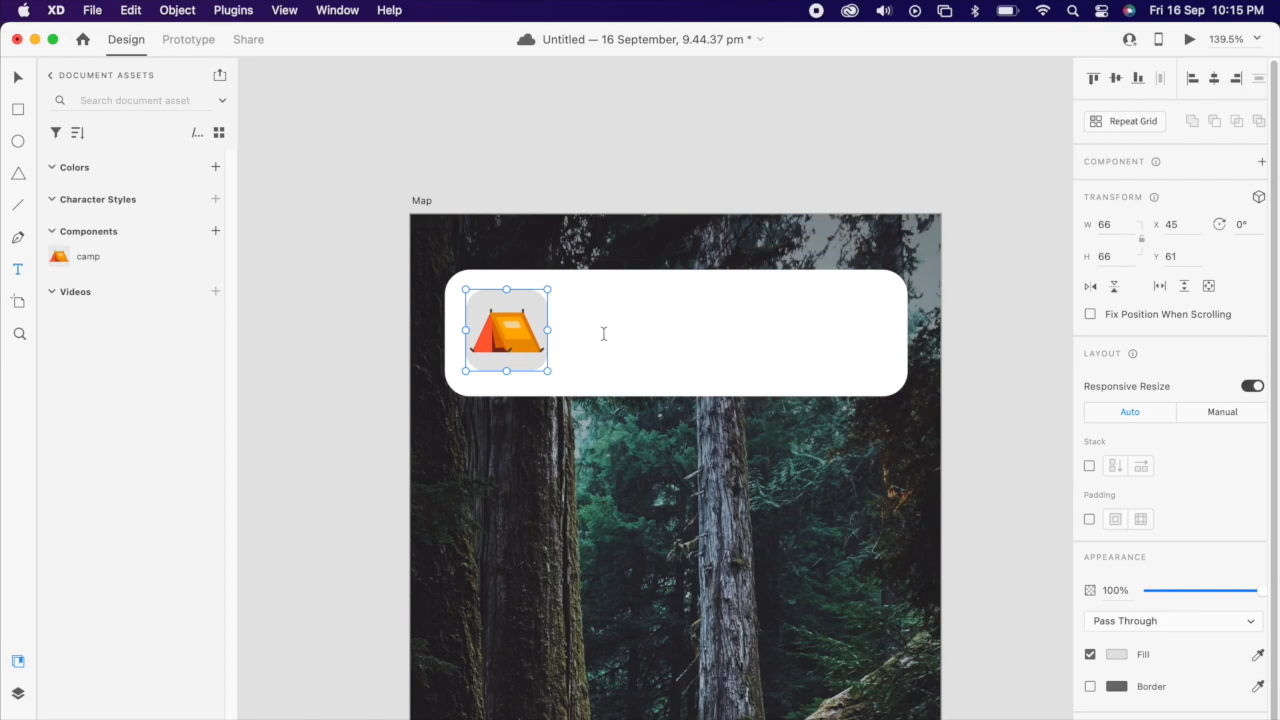 XD File Edit Object Plugins View Window Help Fri 16 Sep 10:15 PM
Design Prototype Share Untitled — 16 September, 9.44.37 pm * 139.5%
DOCUMENT ASSETS
Search document asset
/...
Colors
Character Styles
Components
camp
Videos
Map
Repeat Grid
COMPONENT
TRANSFORM
W 66 X 45 0°
H 66 Y 61
Fix Position When Scrolling
LAYOUT
Responsive Resize
Auto Manual
Stack
Padding
APPEARANCE
100%
Pass Through
Fill
Border